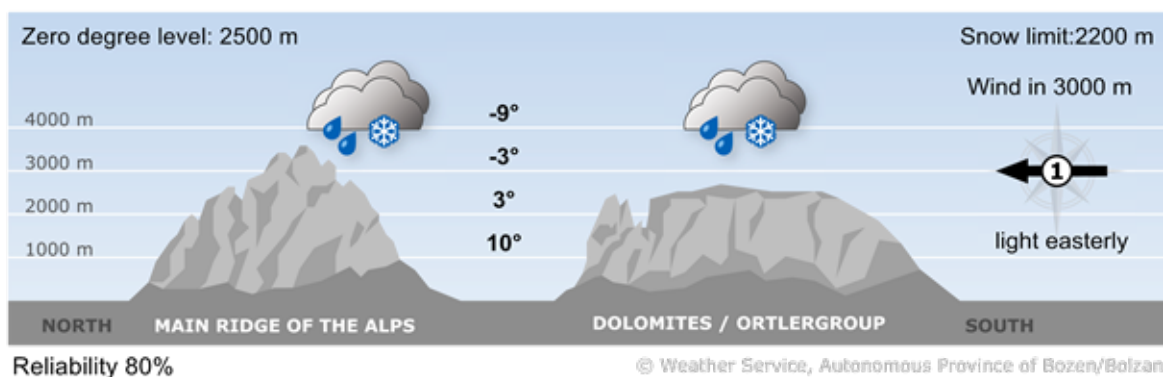 Zero degree level: 2500 m
Snow limit:2200 m
Wind in 3000 m
4000 m
-9°
3000 m
-3°
1
2000 m
3°
1000 m
10°
light easterly
NORTH
MAIN RIDGE OF THE ALPS
DOLOMITES / ORTLERGROUP
SOUTH
Reliability 80%
© Weather Service, Autonomous Province of Bozen/Bolzan